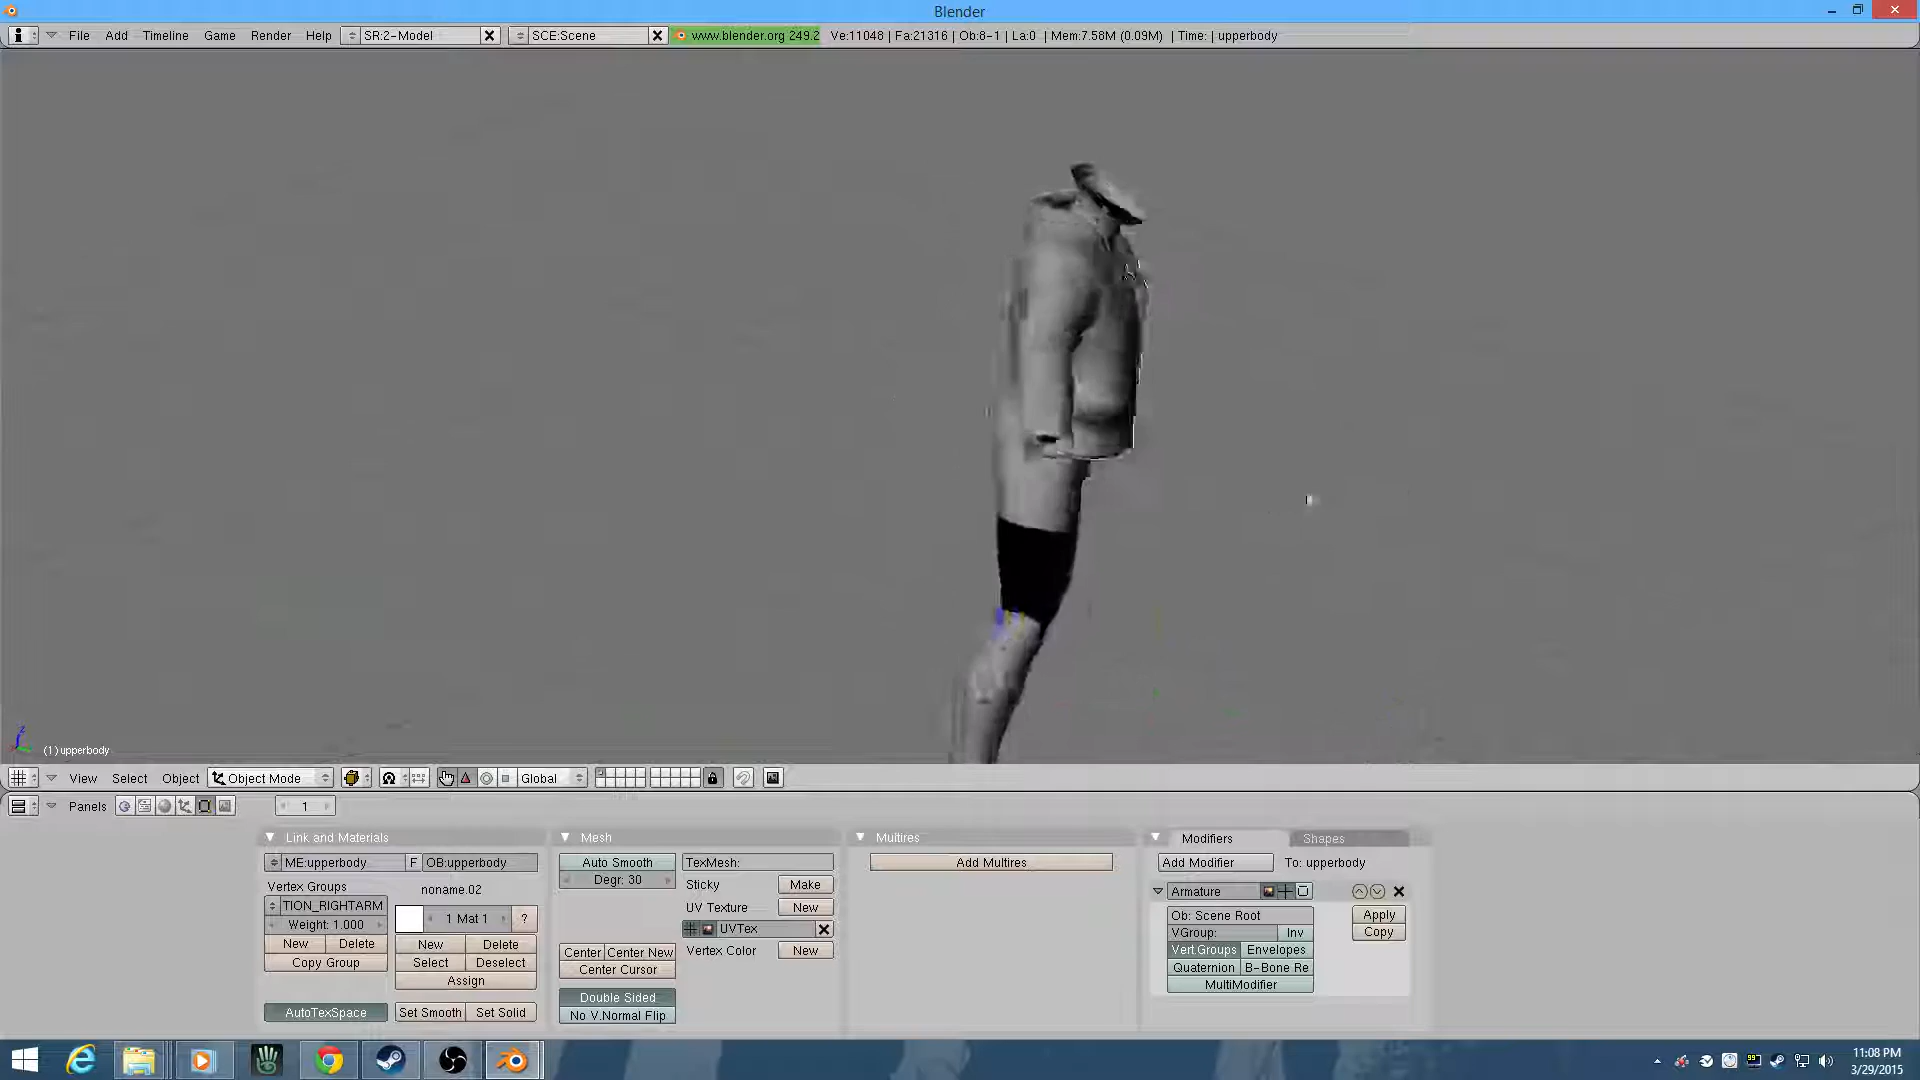 Blender
File Add Timeline Game Render Help SR:2-Model SCE:Scene www.blender.org 249.2 Ve:11048 | Fa:21316 | Ob:8-1 | La:0 | Mem:7.58M (0.09M) | Time: | upperbody
z
(1) upperbody
View Select Object Object Mode Global
Panels 1
Link and Materials Mesh Multires Modifiers Shapes
ME:upperbody F OB:upperbody Auto Smooth TexMesh: Add Multires Add Modifier To: upperbody
Degr: 30
Vertex Groups noname.02 Sticky Make Armature
TION_RIGHTARM UV Texture New Ob: Scene Root Apply
Weight: 1.000 1 Mat 1 ? UVTex VGroup: Inv Copy
New Delete New Delete Center Center New Vertex Color New Vert.Groups Envelopes
Copy Group Select Deselect Center Cursor Quaternion B-Bone Re
Assign MultiModifier
Double Sided
AutoTexSpace Set Smooth Set Solid No V.Normal Flip
99
11:08 PM
3/29/2015